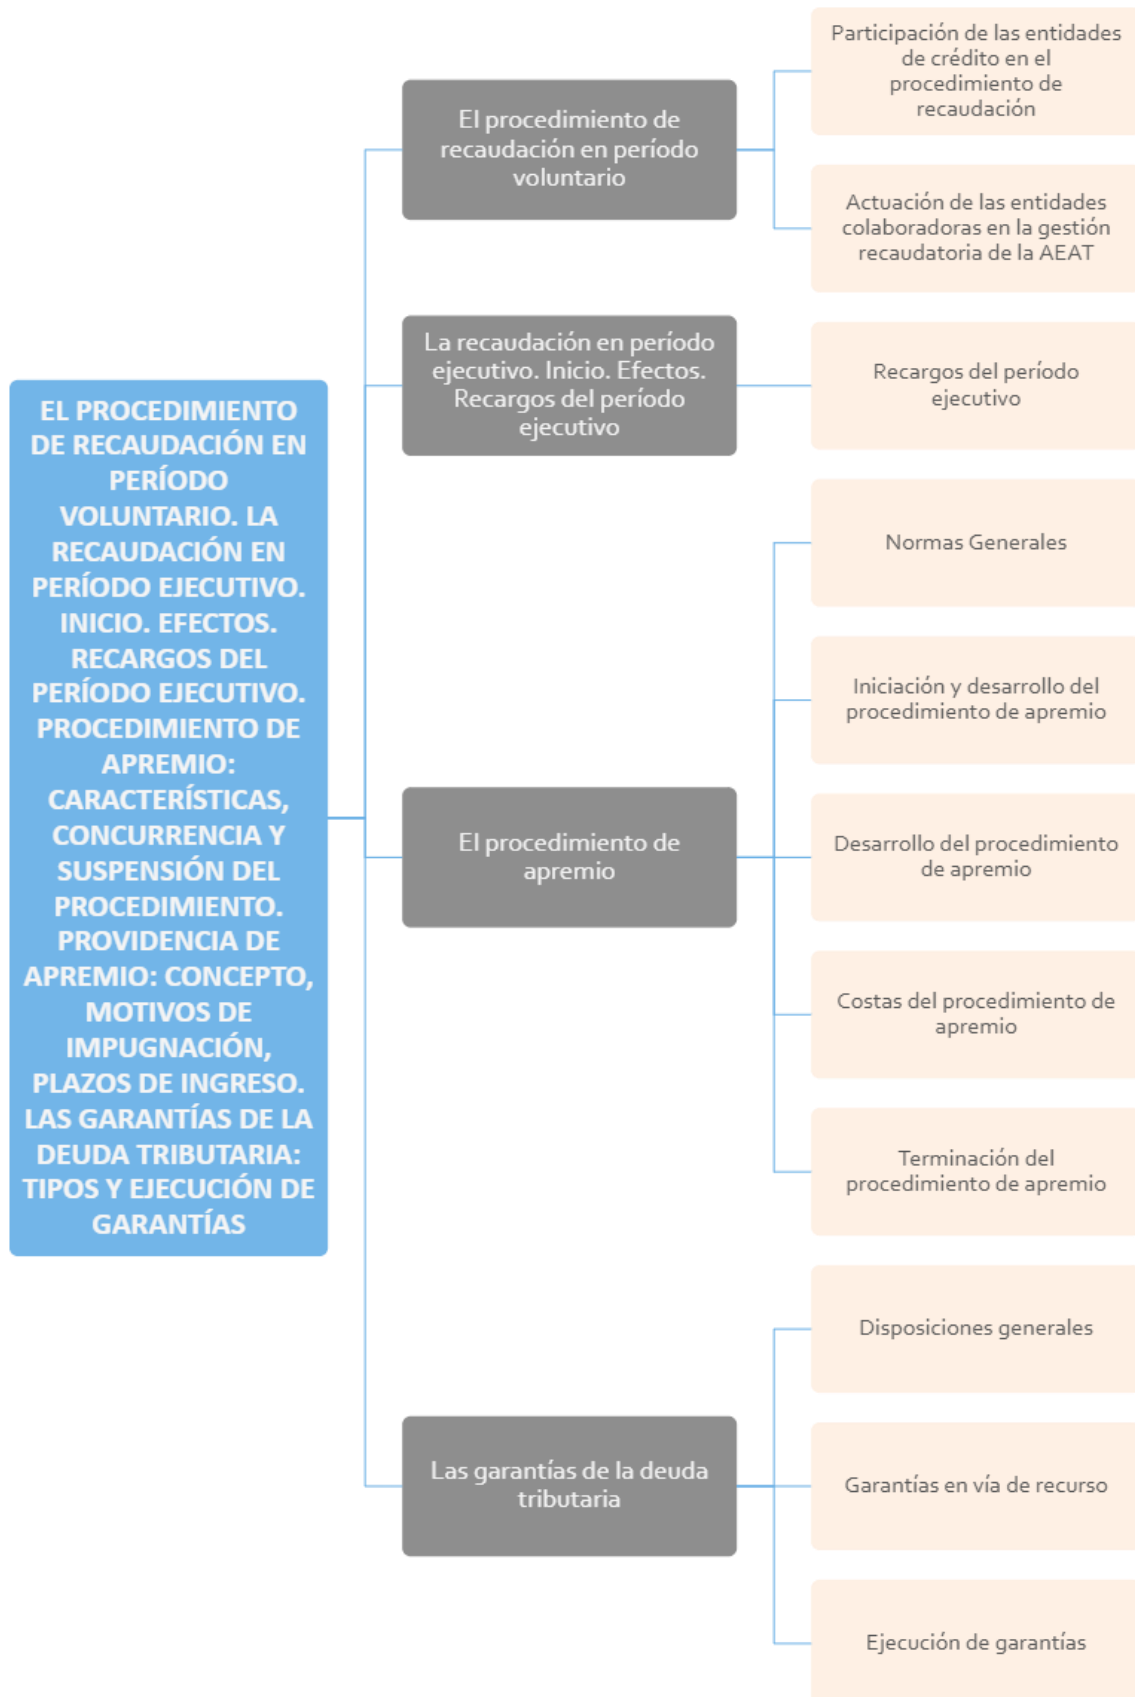 EL PROCEDIMIENTO
DE RECAUDACIÓN EN
PERÍODO
VOLUNTARIO. LA
RECAUDACIÓN EN
PERÍODO EJECUTIVO.
INICIO. EFECTOS.
RECARGOS DEL
PERÍODO EJECUTIVO.
PROCEDIMIENTO DE
APREMIO:
CARACTERÍSTICAS,
CONCURRENCIA Y
SUSPENSIÓN DEL
PROCEDIMIENTO.
PROVIDENCIA DE
APREMIO: CONCEPTO,
MOTIVOS DE
IMPUGNACIÓN,
PLAZOS DE INGRESO.
LAS GARANTÍAS DE LA
DEUDA TRIBUTARIA:
TIPOS Y EJECUCIÓN DE
GARANTÍAS
El procedimiento de
recaudación en período
voluntario
Participación de las entidades
de crédito en el
procedimiento de
recaudación
Actuación de las entidades
colaboradoras en la gestión
recaudatoria de la AEAT
La recaudación en período
ejecutivo. Inicio. Efectos.
Recargos del período
ejecutivo
Recargos del período
ejecutivo
El procedimiento de
apremio
Normas Generales
Iniciación y desarrollo del
procedimiento de apremio
Desarrollo del procedimiento
de apremio
Costas del procedimiento de
apremio
Terminación del
procedimiento de apremio
Las garantías de la deuda
tributaria
Disposiciones generales
Garantías en vía de recurso
Ejecución de garantías